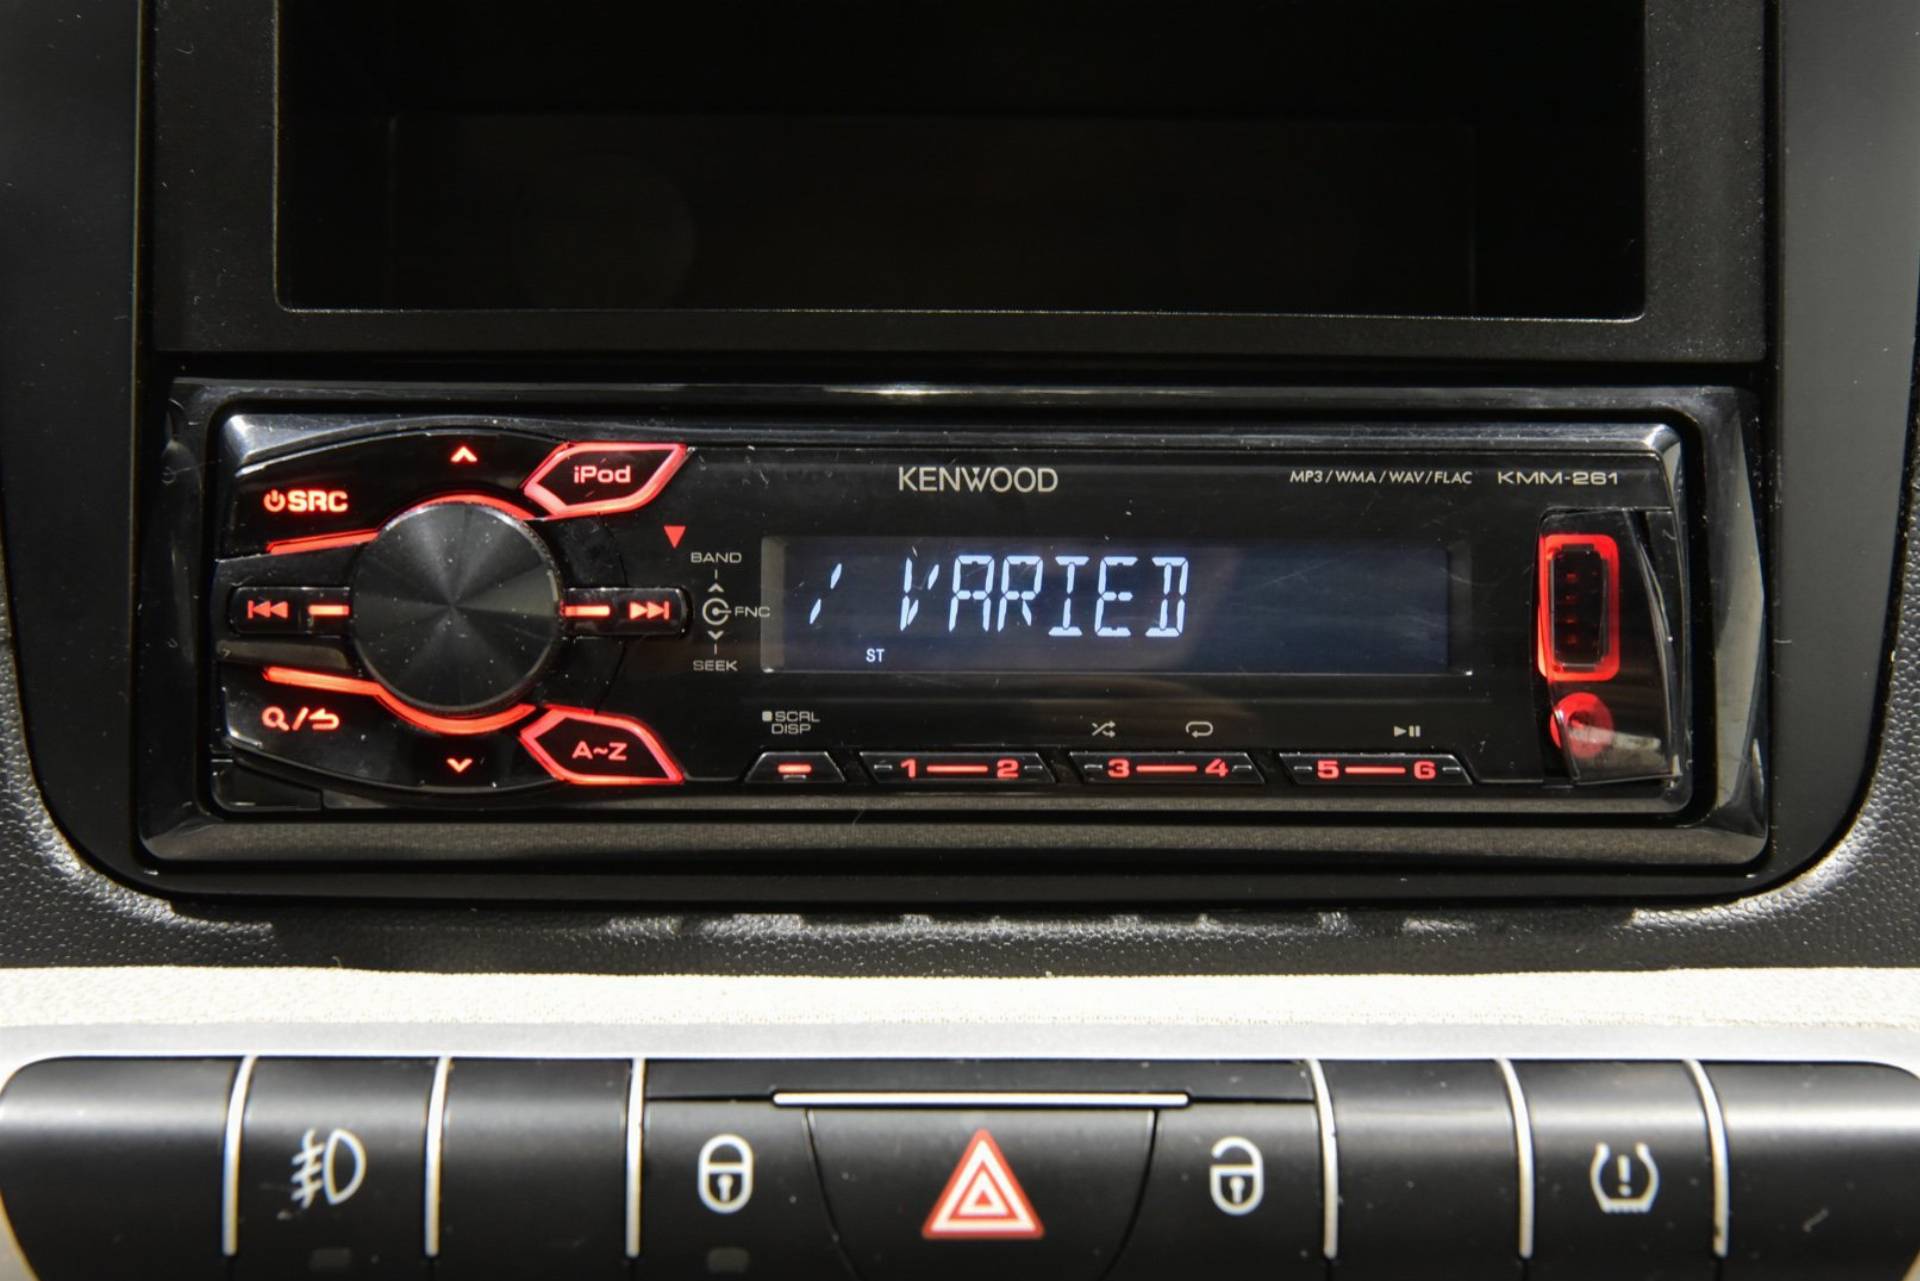 KENWOOD
MP3/WMA/WAV/FLAC KMM-261
iPod
SRC
BAND
FNC
SEEK
/ VARIED
ST
A~Z
SCRL
DISP
1 2 3 4 5 6